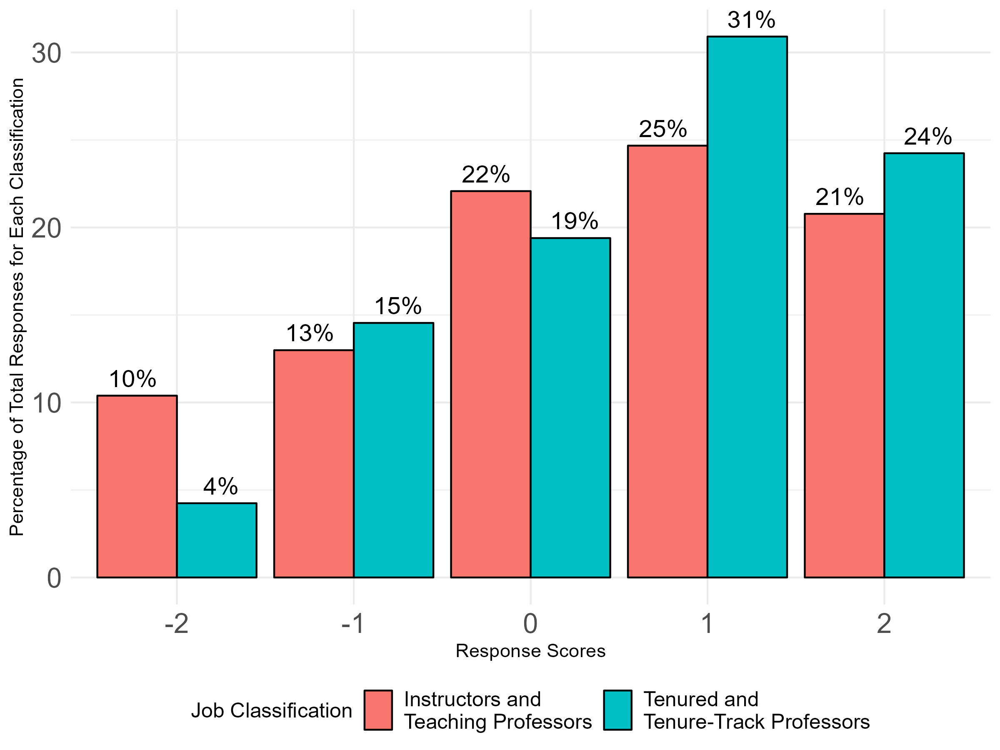 Percentage of Total Responses for Each Classification
30
20
10
0
10%
4%
13%
15%
22%
19%
25%
31%
21%
24%
-2
-1
0
1
2
Response Scores
Job Classification
Instructors and
Teaching Professors
Tenured and
Tenure-Track Professors